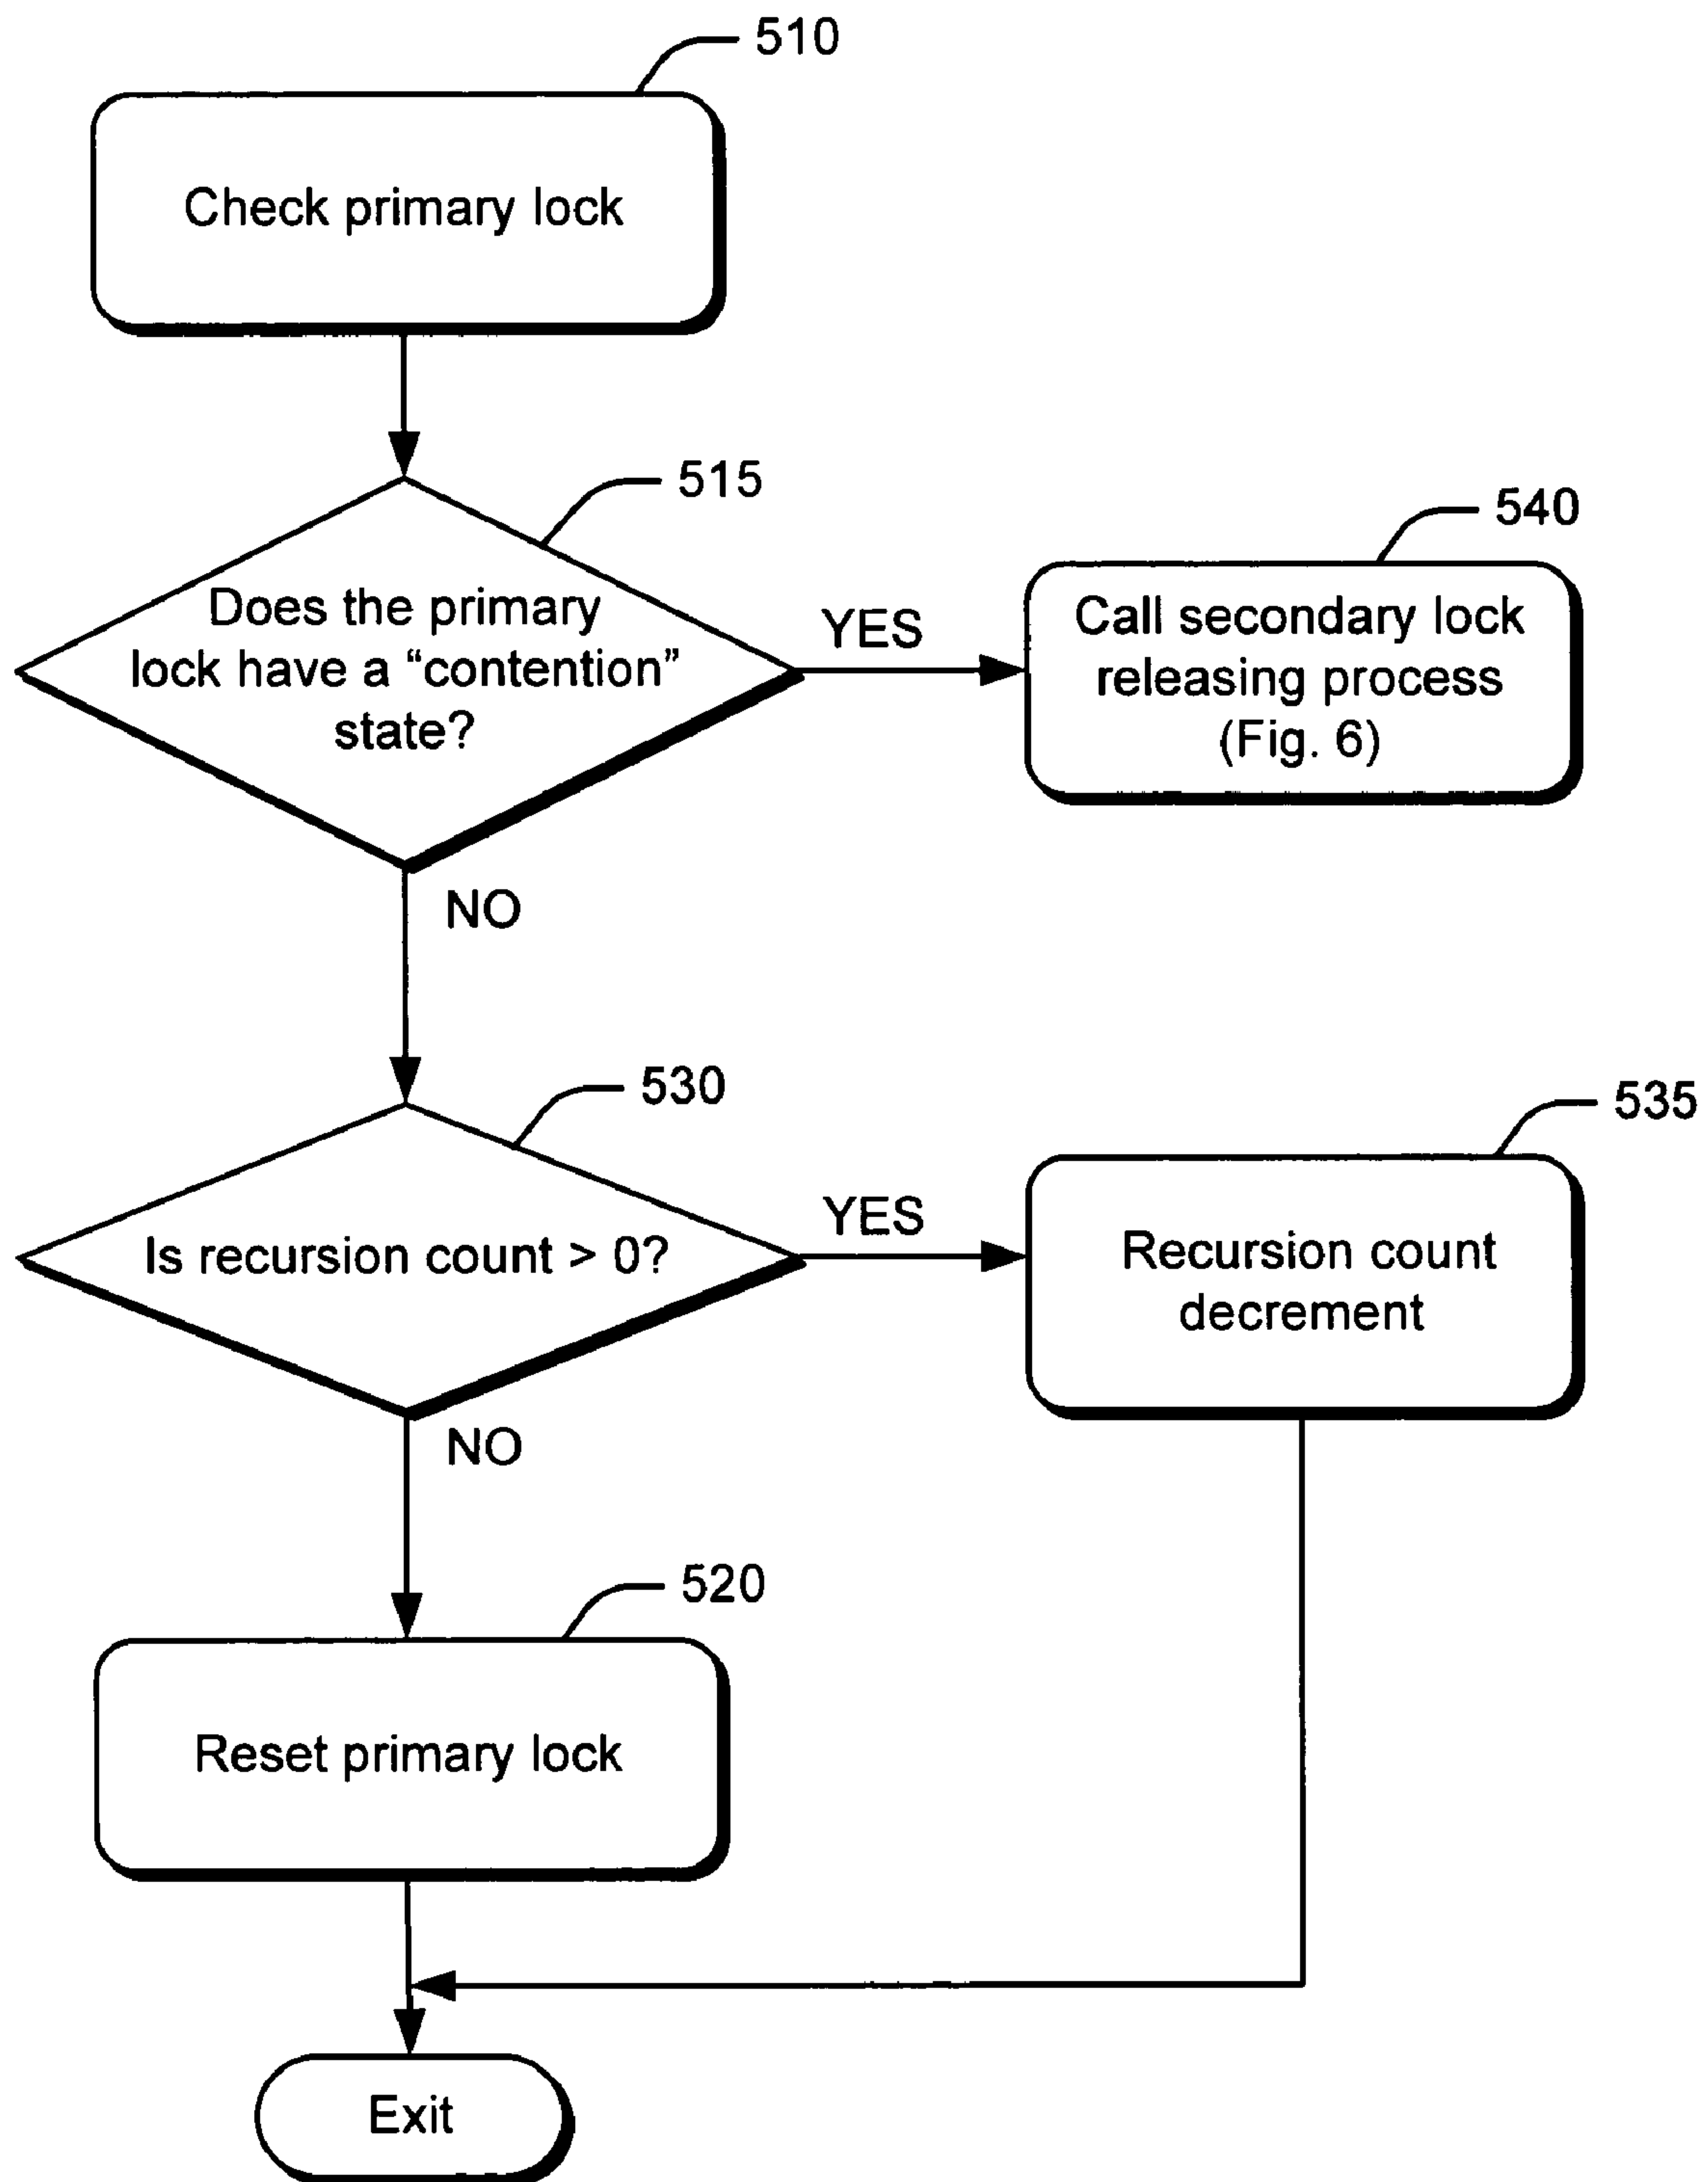 510
Check primary lock
515
Does the primary
lock have a “contention”
state?
YES
540
Call secondary lock
releasing process
(Fig. 6)
NO
530
Is recursion count > 0?
YES
535
Recursion count
decrement
NO
520
Reset primary lock
Exit